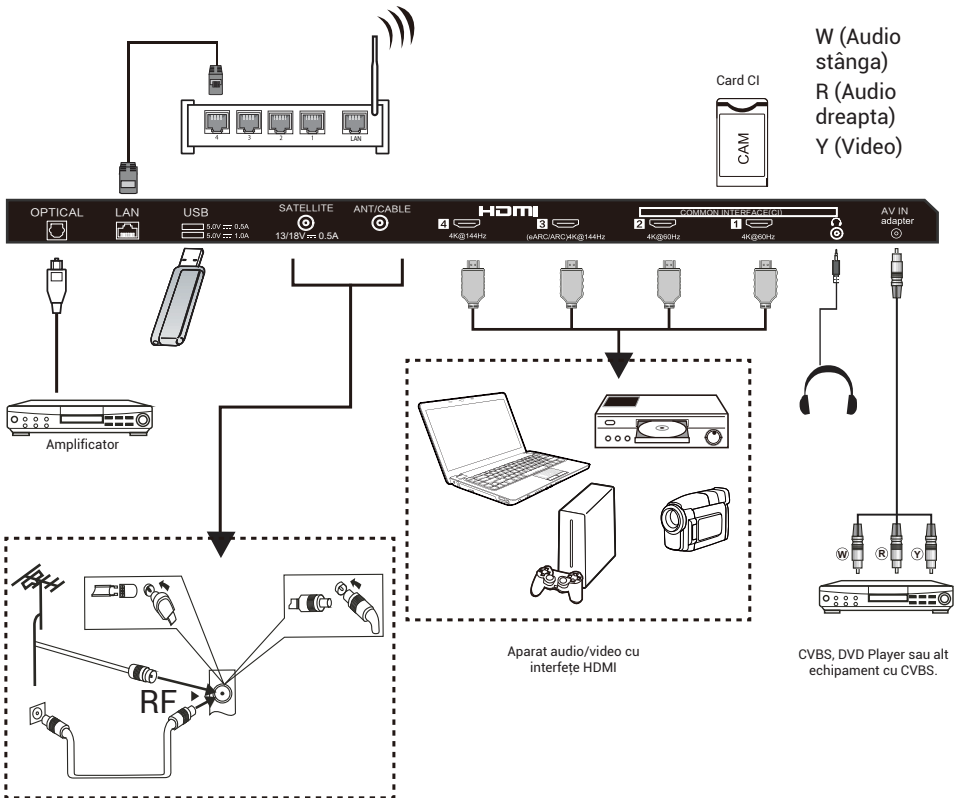 W (Audio
stânga)
R (Audio
dreapta)
Y (Video)
Card CI
CAM
4 3 2 1 LAN
OPTICAL
LAN
USB
5.0V ⎓ 0.5A
5.0V ⎓ 1.0A
SATELLITE
13/18V ⎓ 0.5A
ANT/CABLE
HDMI
4
4K@144Hz
3
(eARC/ARC)4K@144Hz
COMMON INTERFACE(CI)
2
4K@60Hz
1
4K@60Hz
AV IN
adapter
Amplificator
RF
Aparat audio/video cu
interfețe HDMI
W R Y
CVBS, DVD Player sau alt
echipament cu CVBS.